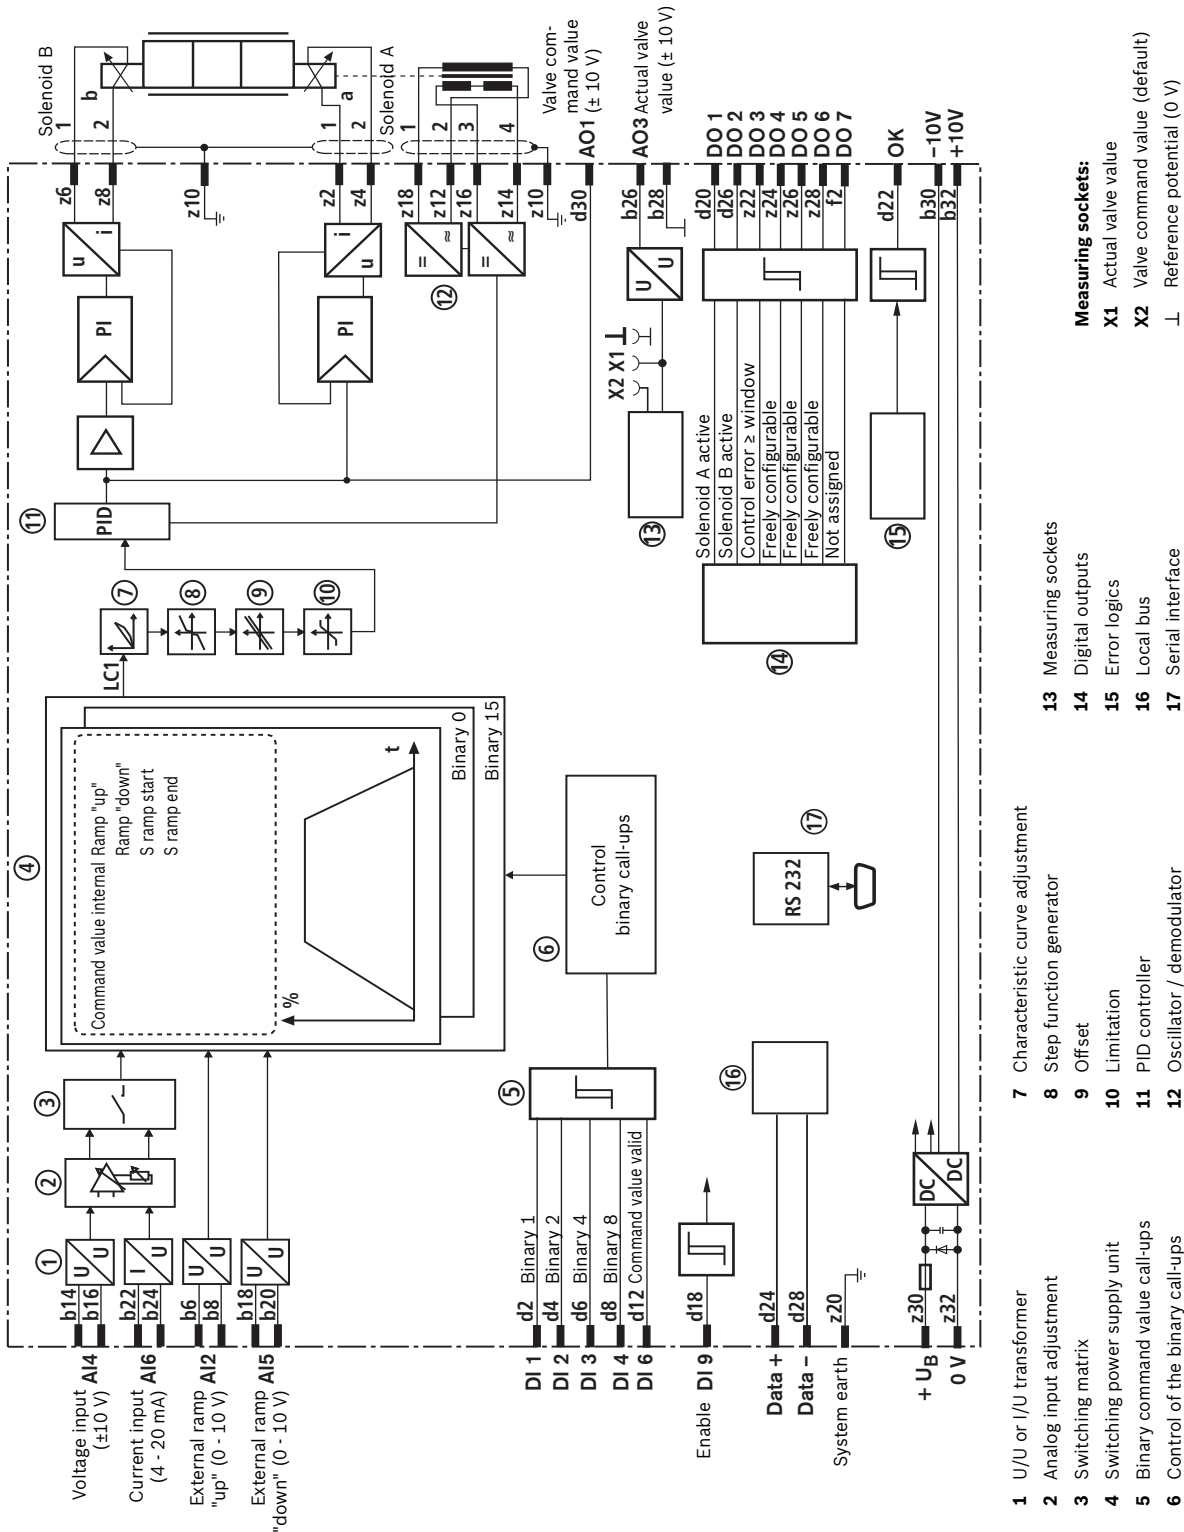 Voltage input
(±10 V)
AI4
b14
b16
Current input
(4 - 20 mA)
AI6
b22
b24
External ramp
"up" (0 - 10 V)
AI2
b6
b8
External ramp
"down" (0 - 10 V)
AI5
b18
b20
1
U
U
I
U
U
U
U
U
2
3
4
Command value internal
Ramp "up"
Ramp "down"
S ramp start
S ramp end
%
t
Binary 0
Binary 15
LC1
7
8
9
10
11
PID
PI
u
i
PI
u
i
z6
z8
z10
z2
z4
z18
z12
z16
z14
z10
d30
=
≈
=
≈
12
Solenoid B
1
2
b
a
1
2
Solenoid A
1
2
3
4
AO1
Valve com-
mand value
(± 10 V)
DI 1
d2
Binary 1
DI 2
d4
Binary 2
DI 3
d6
Binary 4
DI 4
d8
Binary 8
DI 6
d12
Command value valid
5
6
Control
binary call-ups
13
X2 X1 ⊥
U
U
b26
b28
AO3
Actual valve
value (± 10 V)
Enable
DI 9
d18
14
Solenoid A active
Solenoid B active
Control error ≥ window
Freely configurable
Freely configurable
Freely configurable
Not assigned
d20
d26
z22
z24
z26
z28
f2
DO 1
DO 2
DO 3
DO 4
DO 5
DO 6
DO 7
Data +
d24
Data –
d28
16
RS 232
17
System earth
z20
15
d22
OK
+ UB
z30
0 V
z32
DC
DC
b30
b32
–10V
+10V
1 U/U or I/U transformer
2 Analog input adjustment
3 Switching matrix
4 Switching power supply unit
5 Binary command value call-ups
6 Control of the binary call-ups
7 Characteristic curve adjustment
8 Step function generator
9 Offset
10 Limitation
11 PID controller
12 Oscillator / demodulator
13 Measuring sockets
14 Digital outputs
15 Error logics
16 Local bus
17 Serial interface
Measuring sockets:
X1 Actual valve value
X2 Valve command value (default)
⊥ Reference potential (0 V)